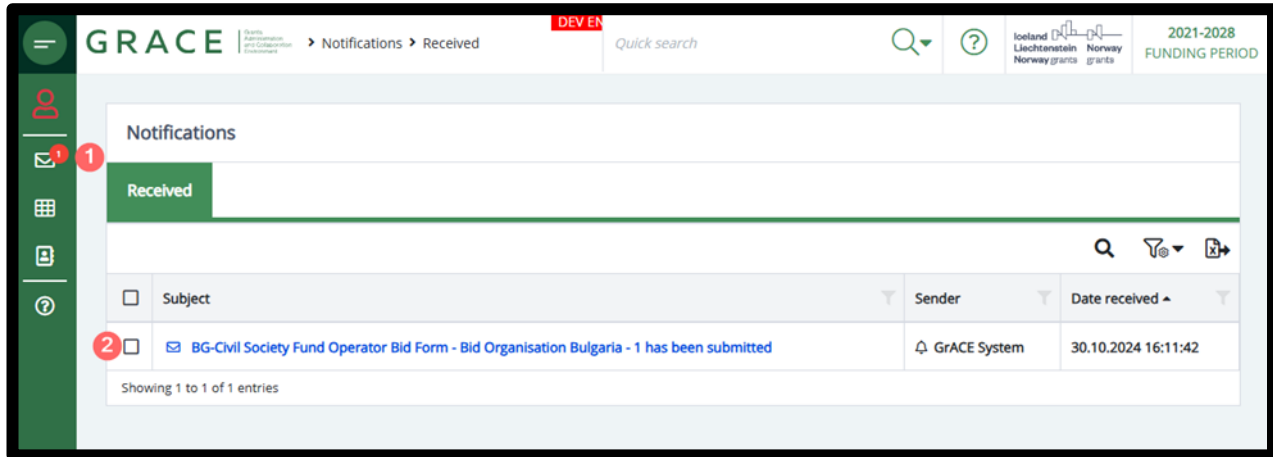 DEV EN
GRACE Grants Administration and Collaboration Environment > Notifications > Received
Quick search
Iceland Liechtenstein Norway grants
Norway grants
2021-2028
FUNDING PERIOD
Notifications
1
1
Received
Subject
Sender
Date received
2
BG-Civil Society Fund Operator Bid Form - Bid Organisation Bulgaria - 1 has been submitted
GrACE System
30.10.2024 16:11:42
Showing 1 to 1 of 1 entries